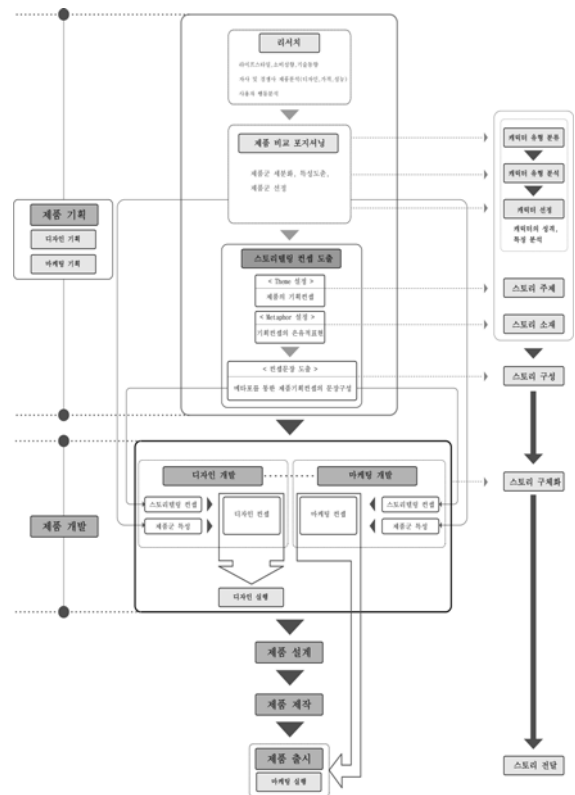 리서치
라이프스타일,소비성향,기술동향
자사 및 경쟁사 제품분석(디자인,가격,성능)
사용자 행동분석
제품 비교 포지셔닝
제품군 세분화, 특성도출,
제품군 선정
캐릭터 유형 분류
캐릭터 유형 분석
캐릭터 선정
캐릭터의 성격,
특성 분석
제품 기획
디자인 기획
마케팅 기획
스토리텔링 컨셉 도출
< Theme 설정 >
제품의 기획컨셉
< Metaphor 설정 >
기획컨셉의 은유적표현
< 컨셉문장 도출 >
메타포를 통한 제품기획컨셉의 문장구성
스토리 주제
스토리 소재
스토리 구성
제품 개발
디자인 개발
마케팅 개발
스토리텔링 컨셉
제품군 특성
디자인 컨셉
마케팅 컨셉
스토리텔링 컨셉
제품군 특성
디자인 실행
스토리 구체화
제품 설계
제품 제작
제품 출시
마케팅 실행
스토리 전달